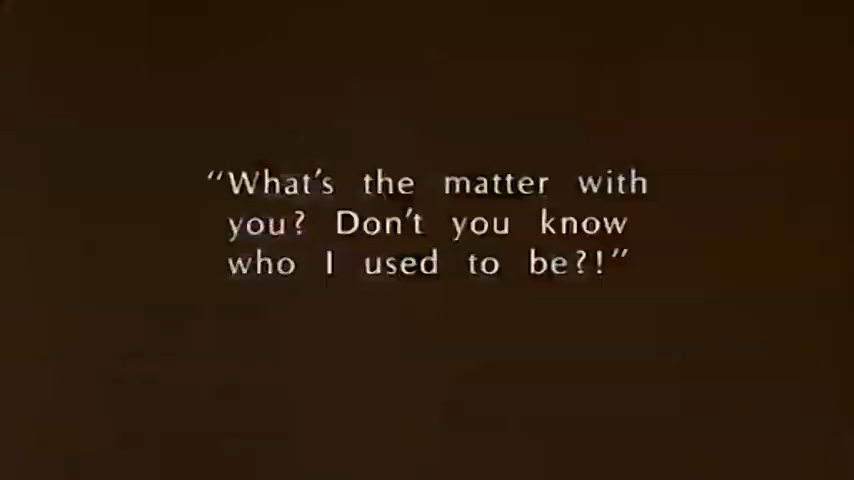 “What’s the matter with
you? Don’t you know
who I used to be?!”